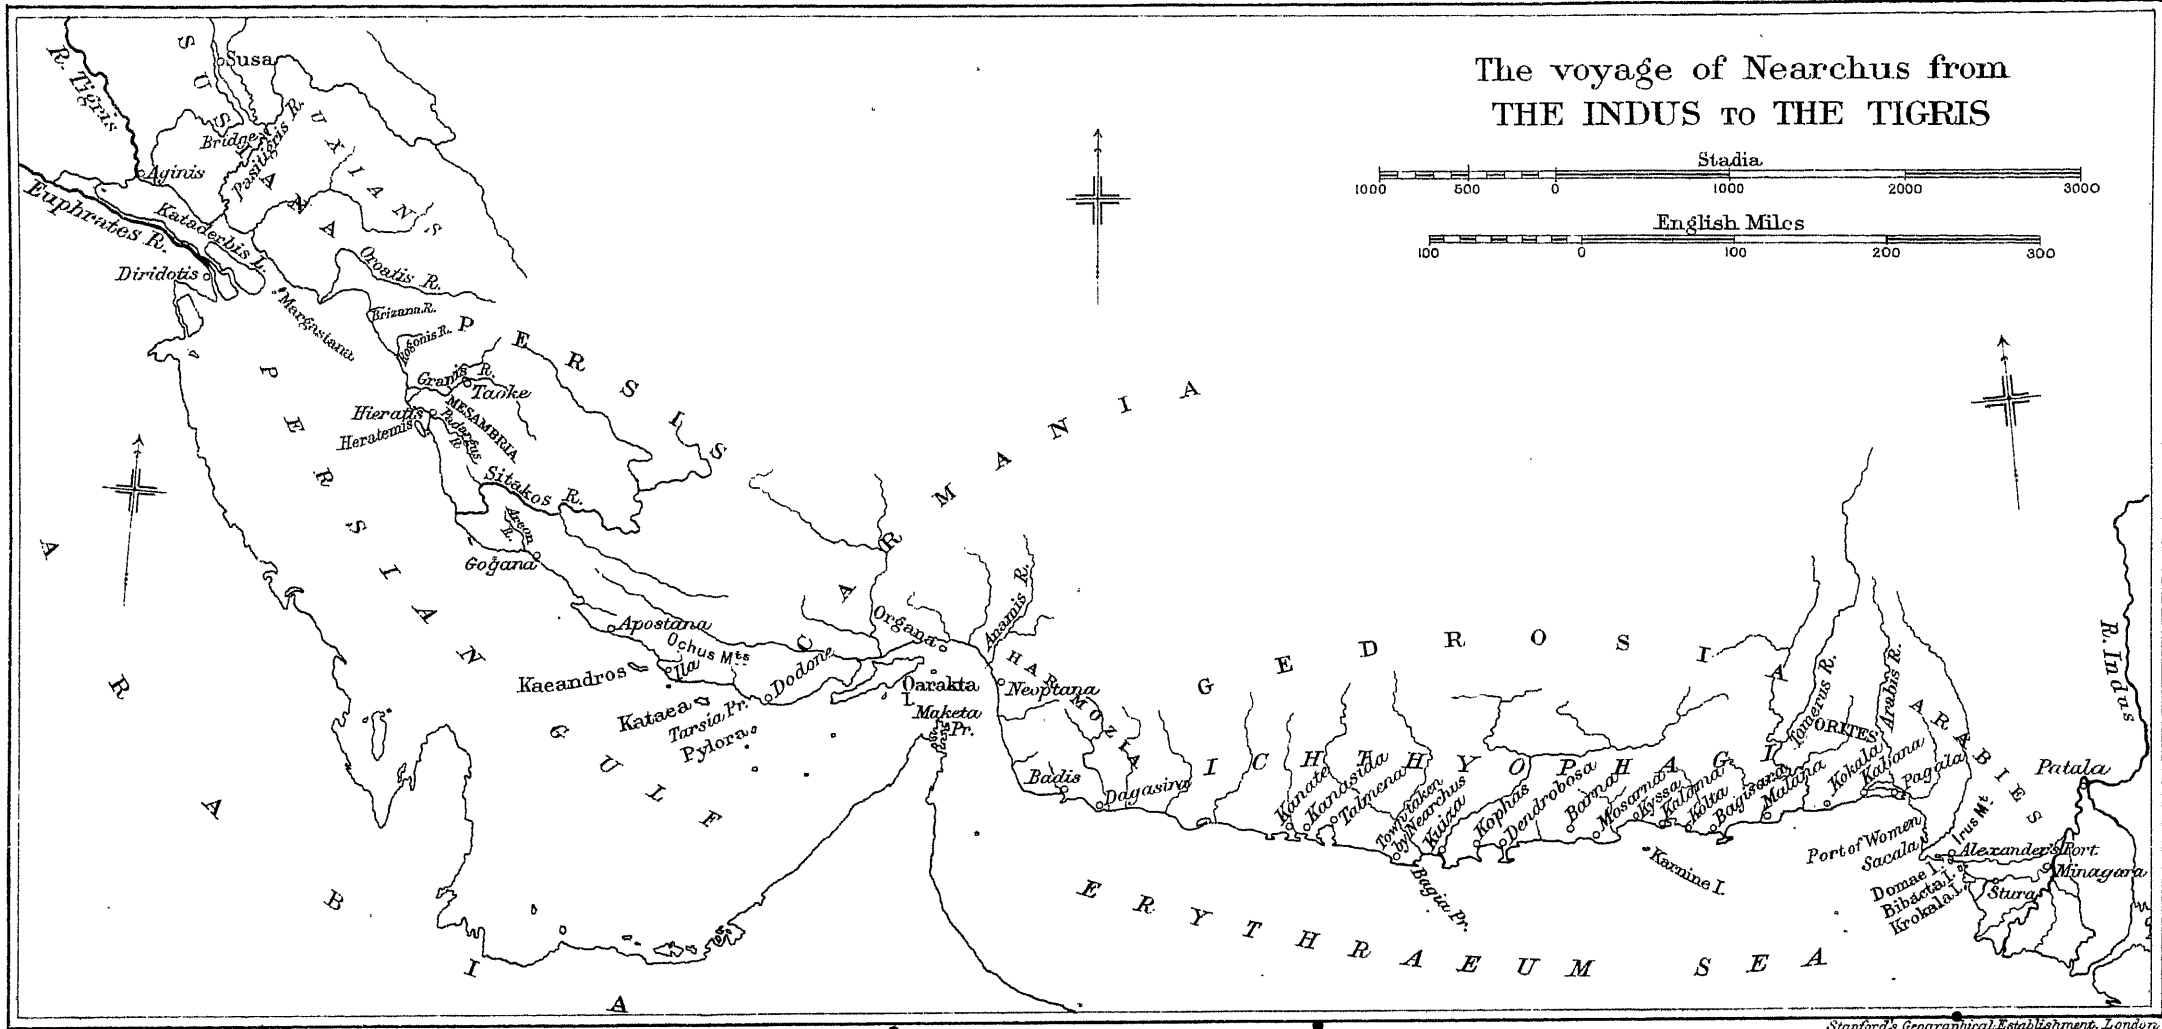 The voyage of Nearchus from
THE INDUS TO THE TIGRIS
Stadia
1000 500 0 1000 2000 3000
English Miles
100 0 100 200 300
R. Tigris
SUSIANA
Susa
Bridge
Pasitigris R.
UXIANS
Aginis
Euphrates R.
Kataderbis L.
Diridotis
Margastana
Oroatis R.
Brizana R.
Rogonis R.
PERSIS
Granis R.
Taoke
Hieratis
Heratemis
MESAMBRIA
Padargus
R.
Sitakos R.
Areon
R.
Gogana
PERSIAN GULF
ARABIA
Apostana
Ochus Mts
Kaeandros
Ila
Kataea
Tarsia Pr.
Pylora
Dodone
CARMANIA
Organa
Oarakta
I.
Maketa
Pr.
Anamis R.
HARMOZIA
Neoptana
Badis
Dagasira
GEDROSIA
ICHTHYOPHAGI
Kanate
Kanasida
Talmena
Town taken
by Nearchus
Kuiza
Bagia Pr.
Kophas
Dendrobosa
Barna
Mosarna
Kyssa
Kalama
Kolta
Bagisara
Malana
Karnine I.
Tomerus R.
ORITES
Arabis R.
Kokala
Kabana
Pagala
ARABIES
Port of Women
Sacala
Irus Mt
Alexander's Port
Domae I.
Bibacta I.
Krokala I.
Stura
Minagara
Patala
R. Indus
ERYTHRAEUM SEA
Stanford's Geographical Establishment, London